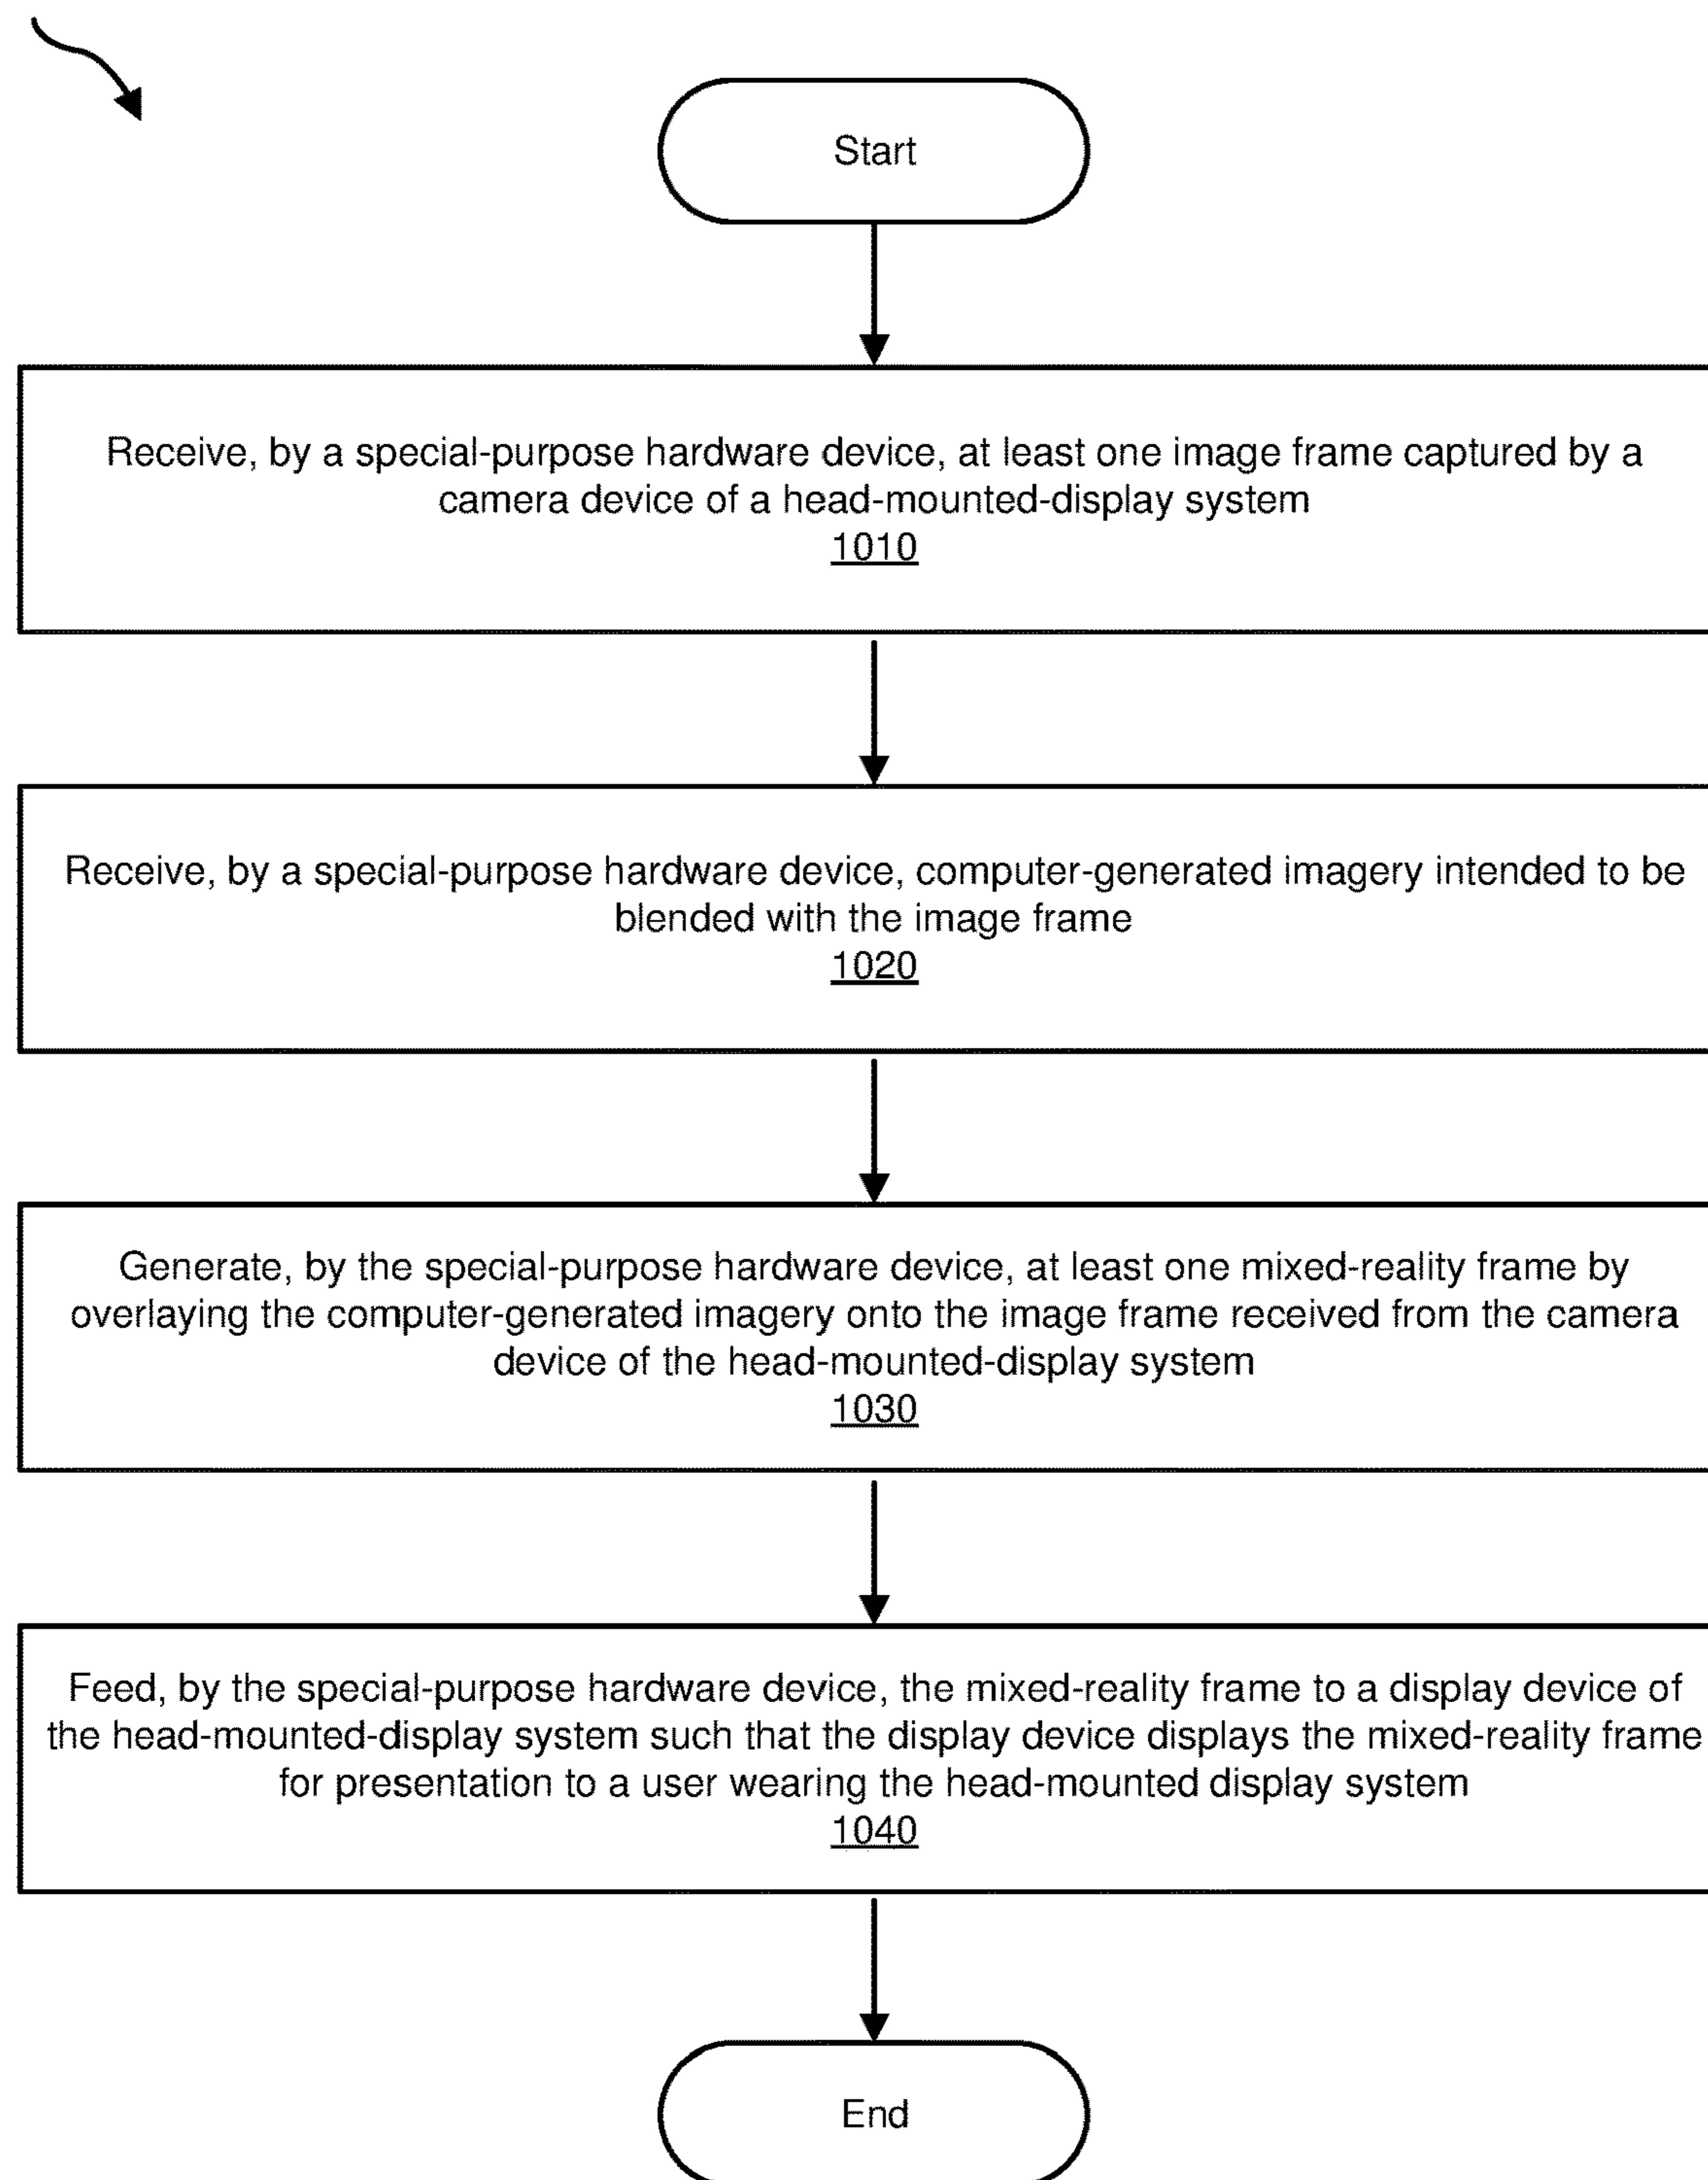 Start
Receive, by a special-purpose hardware device, at least one image frame captured by a
camera device of a head-mounted-display system
1010
Receive, by a special-purpose hardware device, computer-generated imagery intended to be
blended with the image frame
1020
Generate, by the special-purpose hardware device, at least one mixed-reality frame by
overlaying the computer-generated imagery onto the image frame received from the camera
device of the head-mounted-display system
1030
Feed, by the special-purpose hardware device, the mixed-reality frame to a display device of
the head-mounted-display system such that the display device displays the mixed-reality frame
for presentation to a user wearing the head-mounted display system
1040
End